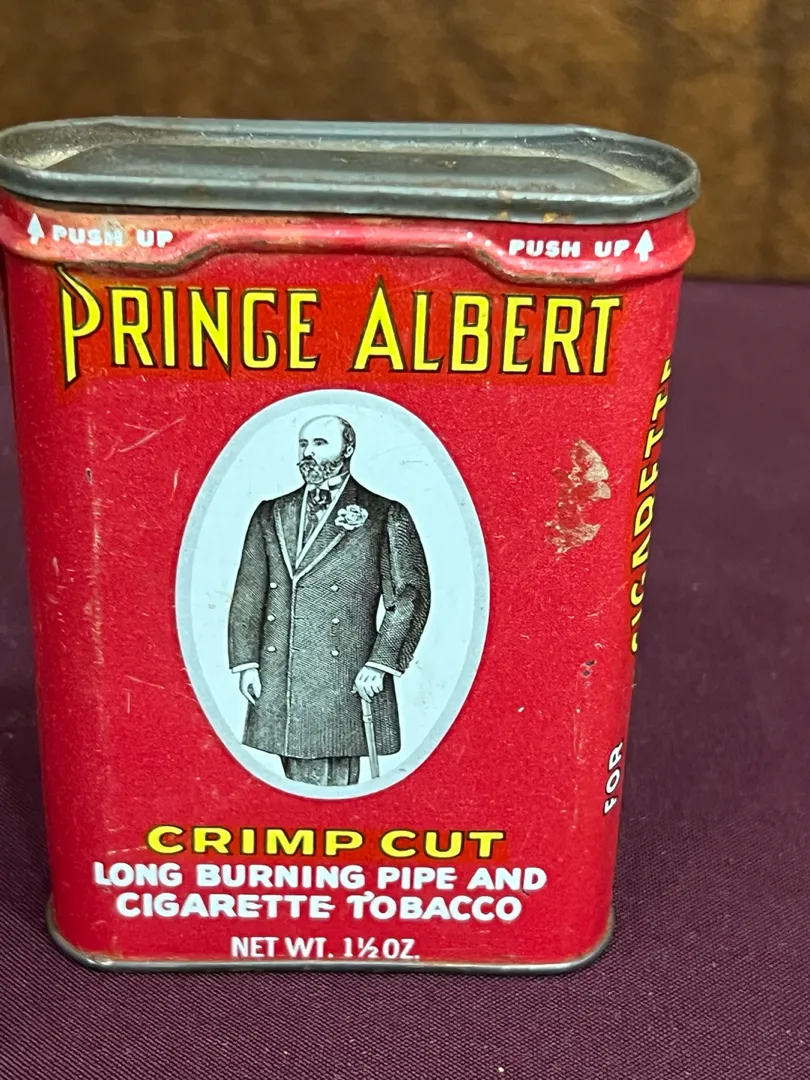 PUSH UP PUSH UP
PRINCE ALBERT
CRIMP CUT
LONG BURNING PIPE AND
CIGARETTE TOBACCO
NET WT. 1½ OZ.
FOR CIGARETTE